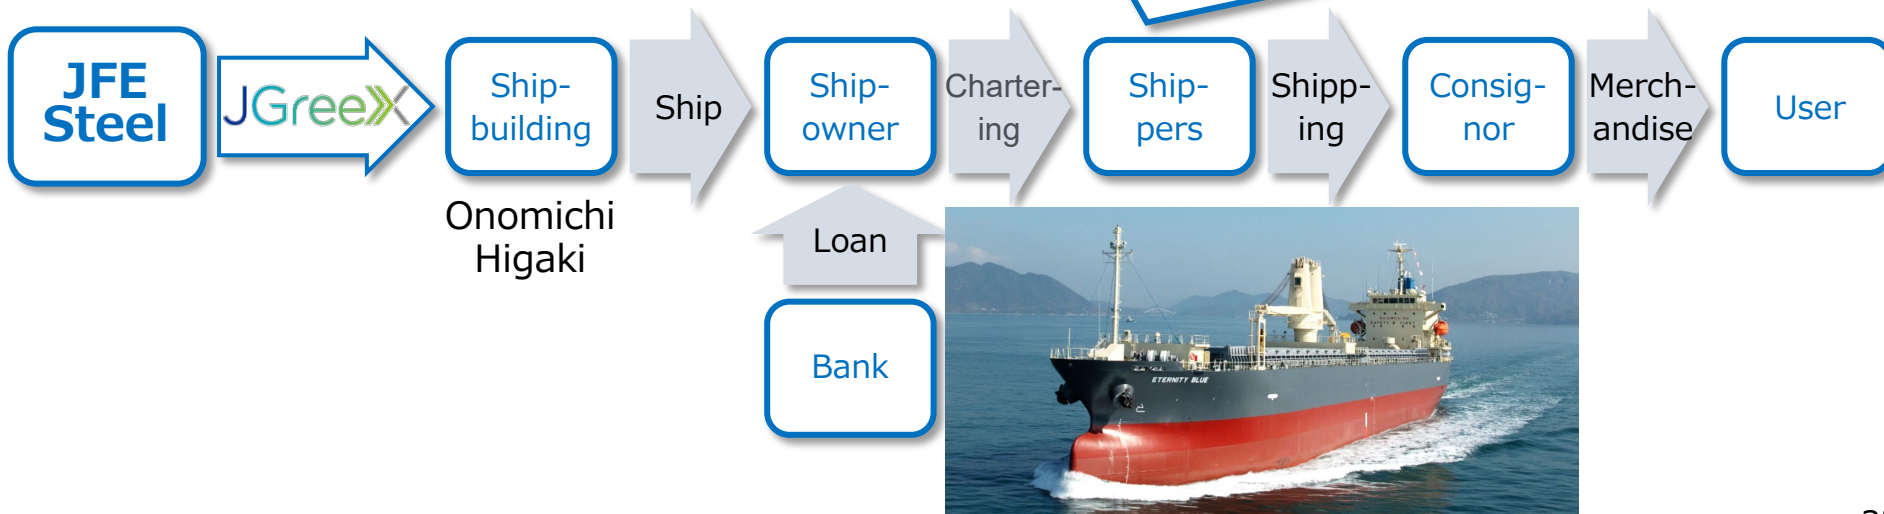 JFE
Steel
JGreeX
Ship-
building
Ship
Ship-
owner
Charter-
ing
Ship-
pers
Shipp-
ing
Consig-
nor
Merch-
andise
User
Onomichi
Higaki
Loan
Bank
ETERNITY BLUE